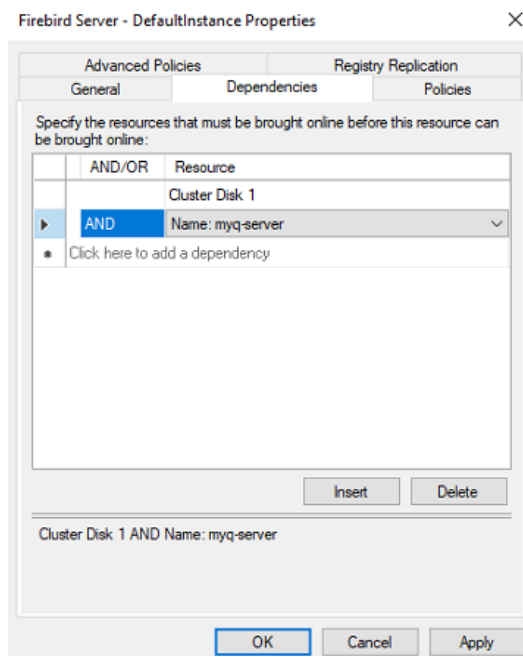 Firebird Server - DefaultInstance Properties
Advanced Policies Registry Replication
General Dependencies Policies
Specify the resources that must be brought online before this resource can
be brought online:
AND/OR Resource
Cluster Disk 1
AND Name: myq-server
Click here to add a dependency
Insert Delete
Cluster Disk 1 AND Name: myq-server
OK Cancel Apply